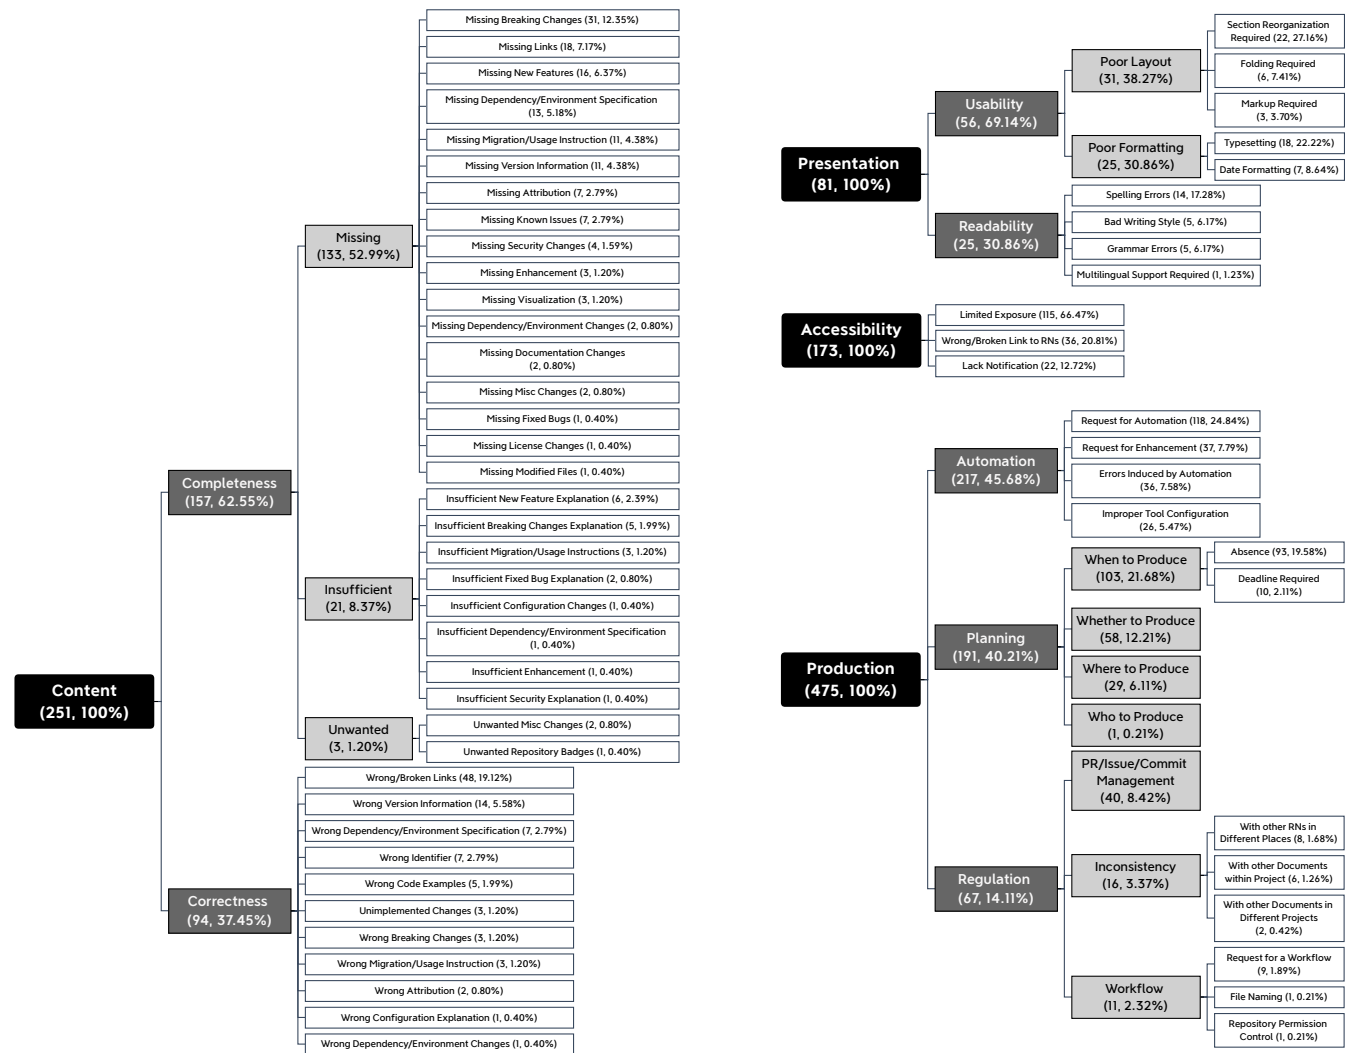 Content
(251, 100%)
Completeness
(157, 62.55%)
Missing
(133, 52.99%)
Missing Breaking Changes (31, 12.35%)
Missing Links (18, 7.17%)
Missing New Features (16, 6.37%)
Missing Dependency/Environment Specification
(13, 5.18%)
Missing Migration/Usage Instruction (11, 4.38%)
Missing Version Information (11, 4.38%)
Missing Attribution (7, 2.79%)
Missing Known Issues (7, 2.79%)
Missing Security Changes (4, 1.59%)
Missing Enhancement (3, 1.20%)
Missing Visualization (3, 1.20%)
Missing Dependency/Environment Changes (2, 0.80%)
Missing Documentation Changes
(2, 0.80%)
Missing Misc Changes (2, 0.80%)
Missing Fixed Bugs (1, 0.40%)
Missing License Changes (1, 0.40%)
Missing Modified Files (1, 0.40%)
Insufficient
(21, 8.37%)
Insufficient New Feature Explanation (6, 2.39%)
Insufficient Breaking Changes Explanation (5, 1.99%)
Insufficient Migration/Usage Instructions (3, 1.20%)
Insufficient Fixed Bug Explanation (2, 0.80%)
Insufficient Configuration Changes (1, 0.40%)
Insufficient Dependency/Environment Specification
(1, 0.40%)
Insufficient Enhancement (1, 0.40%)
Insufficient Security Explanation (1, 0.40%)
Unwanted
(3, 1.20%)
Unwanted Misc Changes (2, 0.80%)
Unwanted Repository Badges (1, 0.40%)
Correctness
(94, 37.45%)
Wrong/Broken Links (48, 19.12%)
Wrong Version Information (14, 5.58%)
Wrong Dependency/Environment Specification (7, 2.79%)
Wrong Identifier (7, 2.79%)
Wrong Code Examples (5, 1.99%)
Unimplemented Changes (3, 1.20%)
Wrong Breaking Changes (3, 1.20%)
Wrong Migration/Usage Instruction (3, 1.20%)
Wrong Attribution (2, 0.80%)
Wrong Configuration Explanation (1, 0.40%)
Wrong Dependency/Environment Changes (1, 0.40%)
Presentation
(81, 100%)
Usability
(56, 69.14%)
Poor Layout
(31, 38.27%)
Section Reorganization
Required (22, 27.16%)
Folding Required
(6, 7.41%)
Markup Required
(3, 3.70%)
Poor Formatting
(25, 30.86%)
Typesetting (18, 22.22%)
Date Formatting (7, 8.64%)
Readability
(25, 30.86%)
Spelling Errors (14, 17.28%)
Bad Writing Style (5, 6.17%)
Grammar Errors (5, 6.17%)
Multilingual Support Required (1, 1.23%)
Accessibility
(173, 100%)
Limited Exposure (115, 66.47%)
Wrong/Broken Link to RNs (36, 20.81%)
Lack Notification (22, 12.72%)
Production
(475, 100%)
Automation
(217, 45.68%)
Request for Automation (118, 24.84%)
Request for Enhancement (37, 7.79%)
Errors Induced by Automation
(36, 7.58%)
Improper Tool Configuration
(26, 5.47%)
Planning
(191, 40.21%)
When to Produce
(103, 21.68%)
Absence (93, 19.58%)
Deadline Required
(10, 2.11%)
Whether to Produce
(58, 12.21%)
Where to Produce
(29, 6.11%)
Who to Produce
(1, 0.21%)
Regulation
(67, 14.11%)
PR/Issue/Commit
Management
(40, 8.42%)
Inconsistency
(16, 3.37%)
With other RNs in
Different Places (8, 1.68%)
With other Documents
within Project (6, 1.26%)
With other Documents in
Different Projects
(2, 0.42%)
Workflow
(11, 2.32%)
Request for a Workflow
(9, 1.89%)
File Naming (1, 0.21%)
Repository Permission
Control (1, 0.21%)